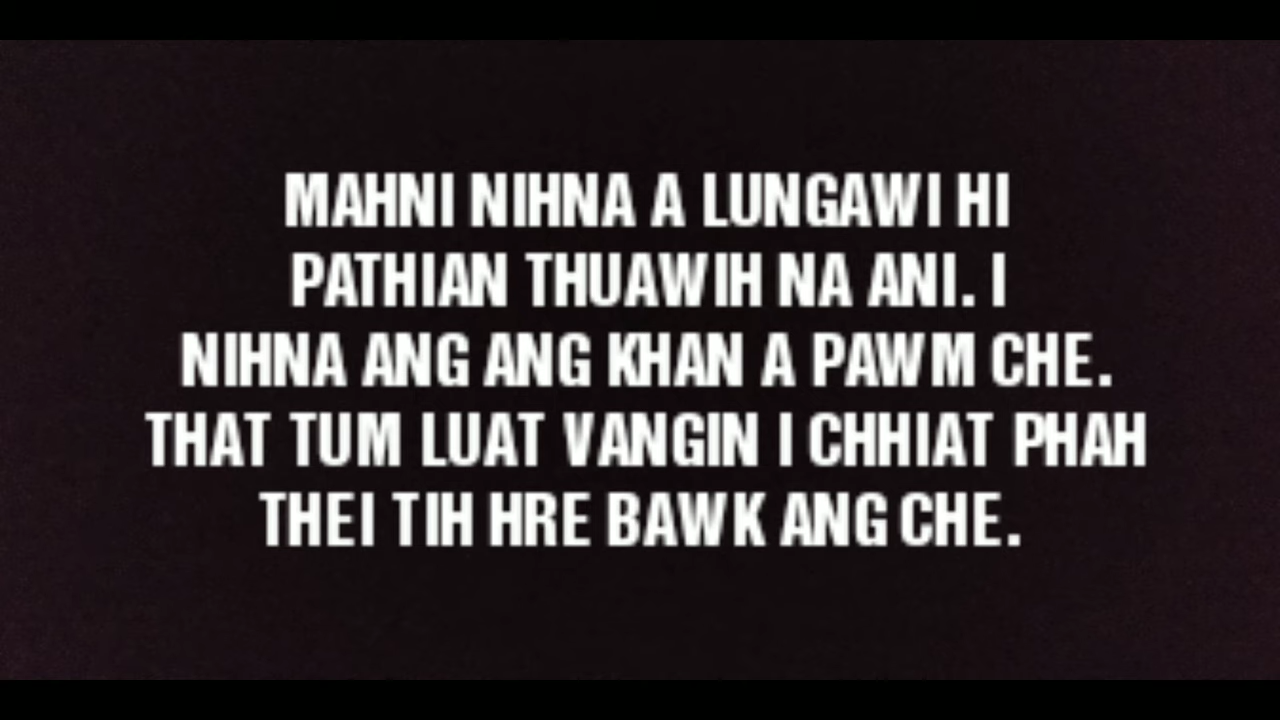 MAHNI NIHNA A LUNGAWI HI
PATHIAN THUAWIH NA ANI. I
NIHNA ANG ANG KHAN A PAWM CHE.
THAT TUM LUAT VANGIN I CHHIAT PHAH
THEI TIH HRE BAWK ANG CHE.